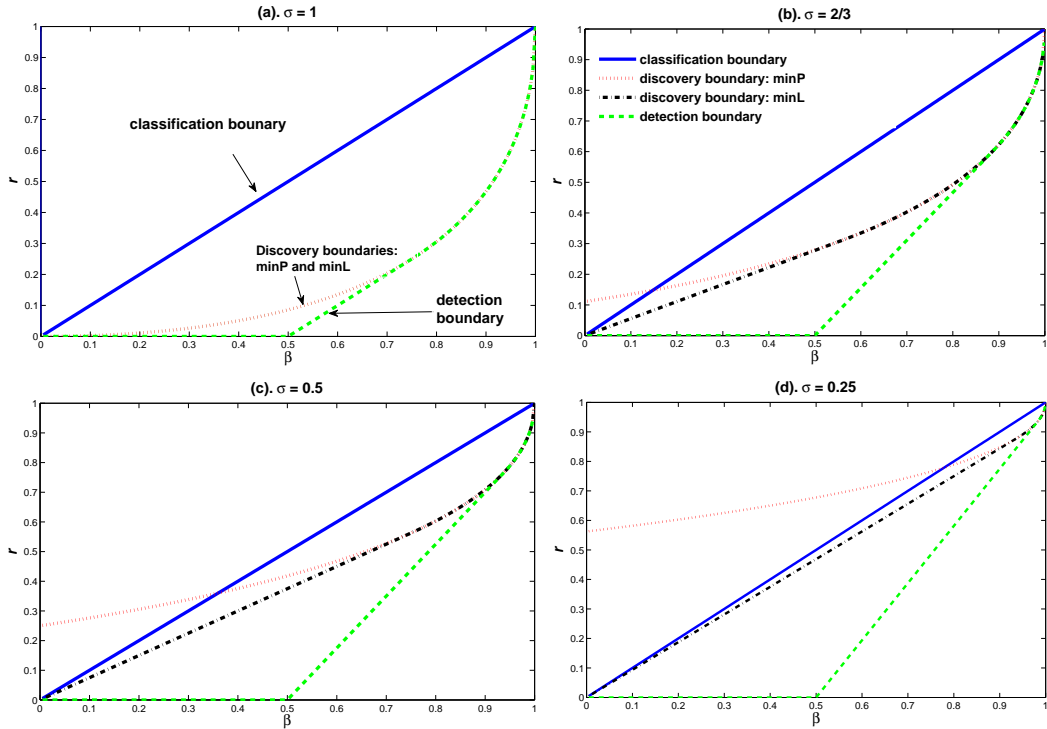 (a). σ = 1
1
0.9
0.8
0.7
0.6
0.5
0.4
0.3
0.2
0.1
0
r
classification bounary
Discovery boundaries:
minP and minL
detection
boundary
0 0.1 0.2 0.3 0.4 0.5 0.6 0.7 0.8 0.9 1
β
(b). σ = 2/3
1
0.9
0.8
0.7
0.6
0.5
0.4
0.3
0.2
0.1
0
r
classification boundary
discovery boundary: minP
discovery boundary: minL
detection boundary
0 0.1 0.2 0.3 0.4 0.5 0.6 0.7 0.8 0.9 1
β
(c). σ = 0.5
1
0.9
0.8
0.7
0.6
0.5
0.4
0.3
0.2
0.1
0
r
0 0.1 0.2 0.3 0.4 0.5 0.6 0.7 0.8 0.9 1
β
(d). σ = 0.25
1
0.9
0.8
0.7
0.6
0.5
0.4
0.3
0.2
0.1
0
r
0 0.1 0.2 0.3 0.4 0.5 0.6 0.7 0.8 0.9 1
β